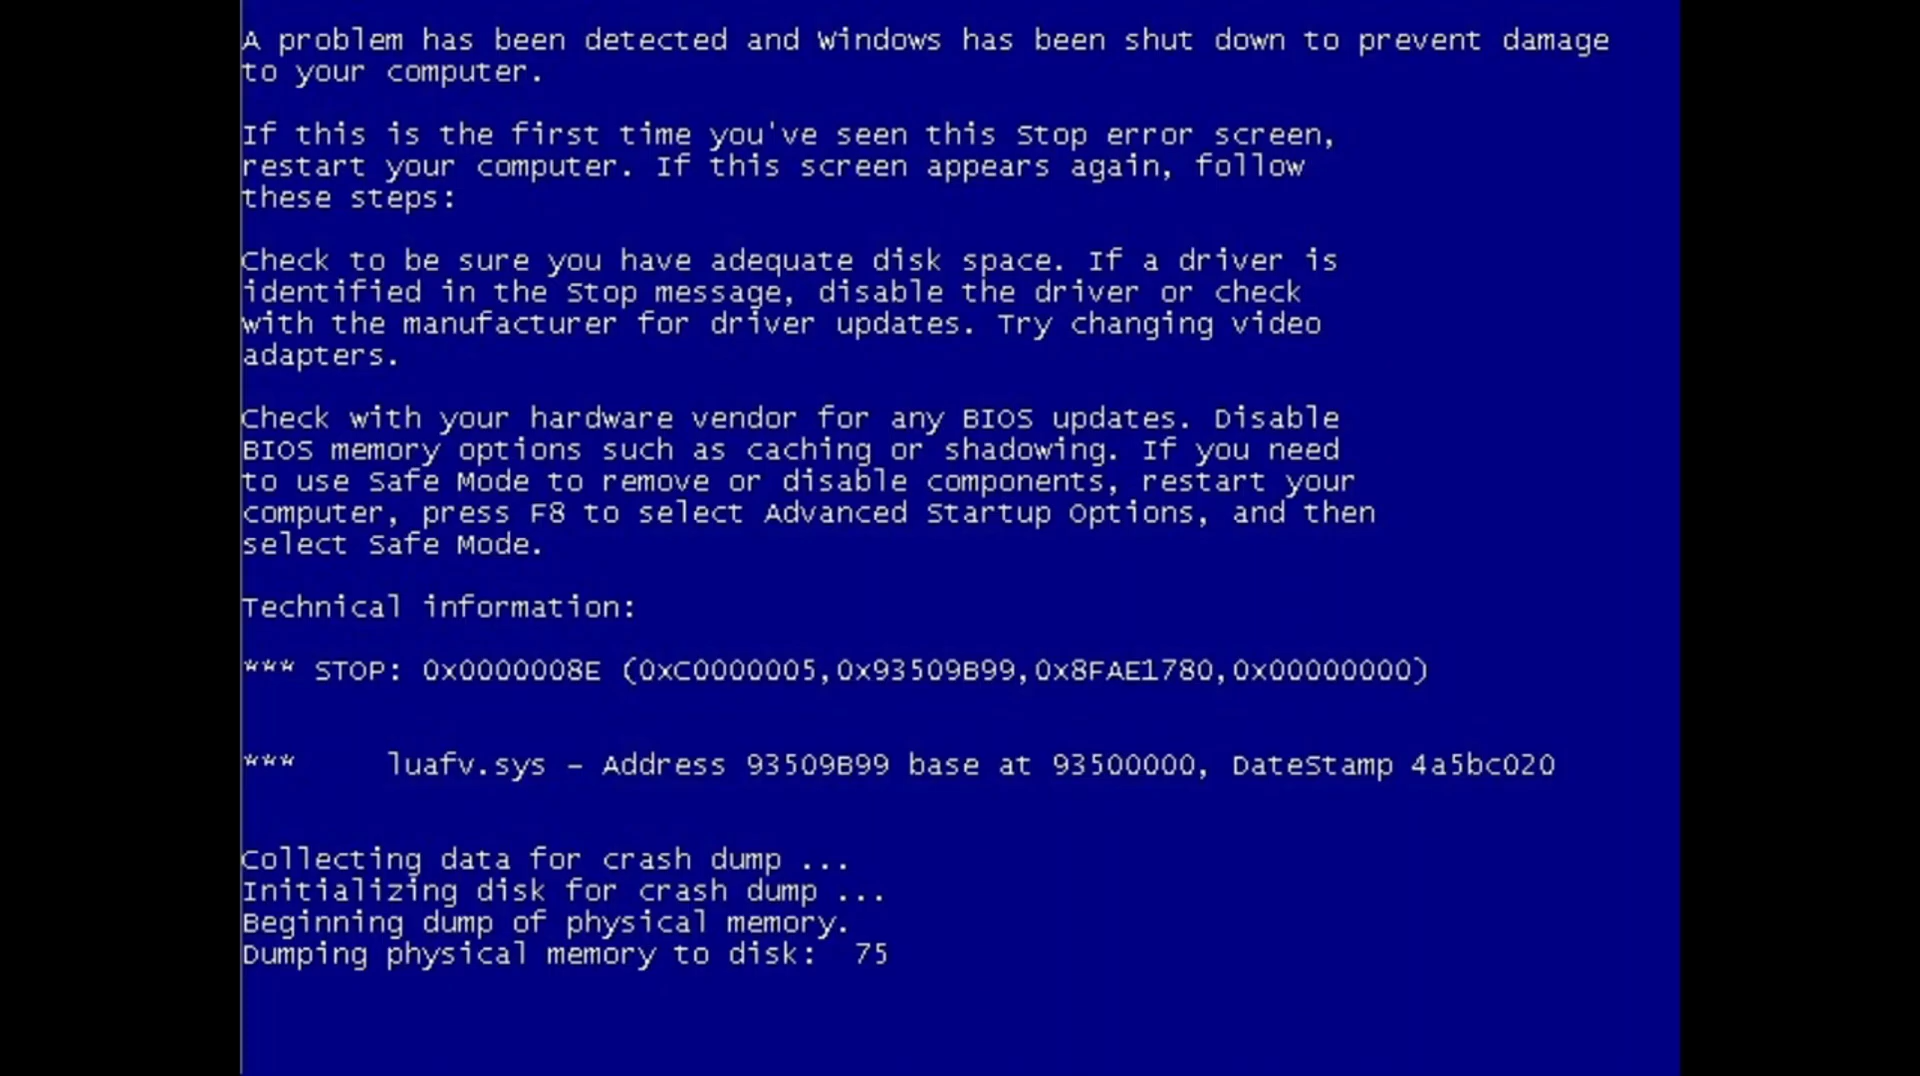 A problem has been detected and Windows has been shut down to prevent damage
to your computer.
If this is the first time you've seen this Stop error screen,
restart your computer. If this screen appears again, follow
these steps:
Check to be sure you have adequate disk space. If a driver is
identified in the Stop message, disable the driver or check
with the manufacturer for driver updates. Try changing video
adapters.
Check with your hardware vendor for any BIOS updates. Disable
BIOS memory options such as caching or shadowing. If you need
to use Safe Mode to remove or disable components, restart your
computer, press F8 to select Advanced Startup Options, and then
select Safe Mode.
Technical information:
*** STOP: 0x0000008E (0xC0000005,0x93509B99,0x8FAE1780,0x00000000)
*** luafv.sys - Address 93509B99 base at 93500000, DateStamp 4a5bc020
Collecting data for crash dump ...
Initializing disk for crash dump ...
Beginning dump of physical memory.
Dumping physical memory to disk: 75